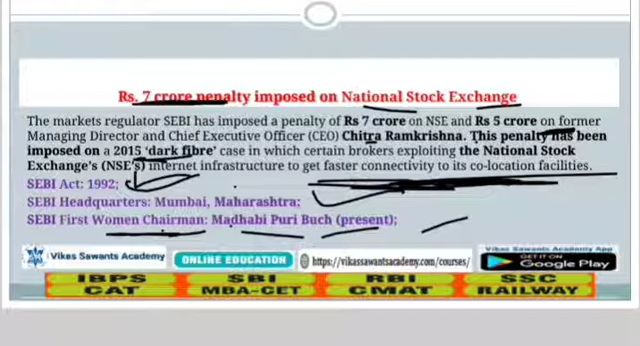 Rs. 7 crore penalty imposed on National Stock Exchange
The markets regulator SEBI has imposed a penalty of Rs 7 crore on NSE and Rs 5 crore on former
Managing Director and Chief Executive Officer (CEO) Chitra Ramkrishna. This penalty has been
imposed on a 2015 ‘dark fibre’ case in which certain brokers exploiting the National Stock
Exchange’s (NSE’s) internet infrastructure to get faster connectivity to its co-location facilities.
SEBI Act: 1992;
SEBI Headquarters: Mumbai, Maharashtra;
SEBI First Women Chairman: Madhabi Puri Buch (present);
Vikas Sawants Academy App
Vikas Sawants Academy ONLINE EDUCATION https://vikassawantsacademy.com/courses/ GET IT ON Google Play
IBPS SBI RBI SSC
CAT MBA-CET CMAT RAILWAY